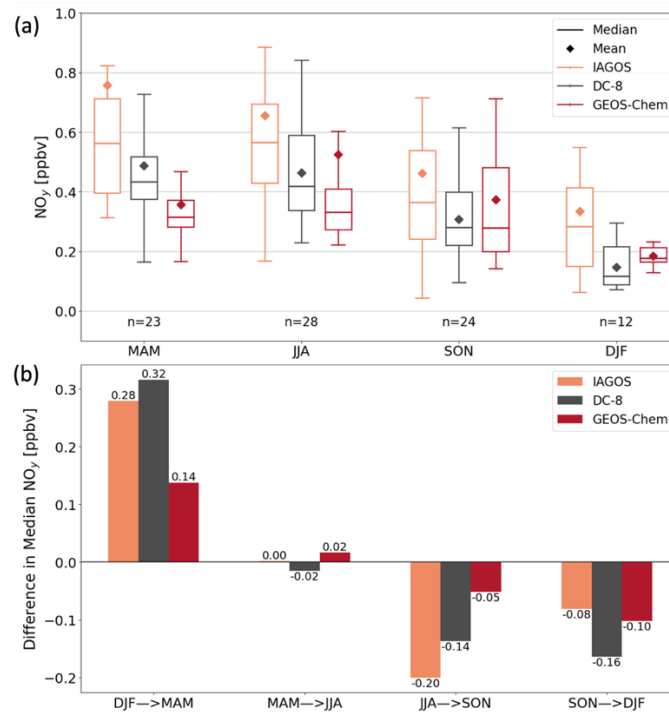 (a)
1.0
0.8
0.6
0.4
0.2
0.0
NOy [ppbv]
Median
Mean
IAGOS
DC-8
GEOS-Chem
n=23 n=28 n=24 n=12
MAM JJA SON DJF
(b)
0.3
0.2
0.1
0.0
−0.1
−0.2
Difference in Median NOy [ppbv]
IAGOS
DC-8
GEOS-Chem
0.28 0.32 0.14
0.00 -0.02 0.02
-0.20 -0.14 -0.05
-0.08 -0.16 -0.10
DJF—>MAM MAM—>JJA JJA—>SON SON—>DJF